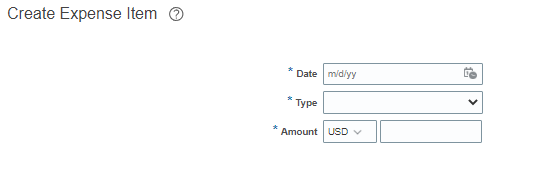 Create Expense Item ?
* Date m/d/yy
* Type
* Amount USD